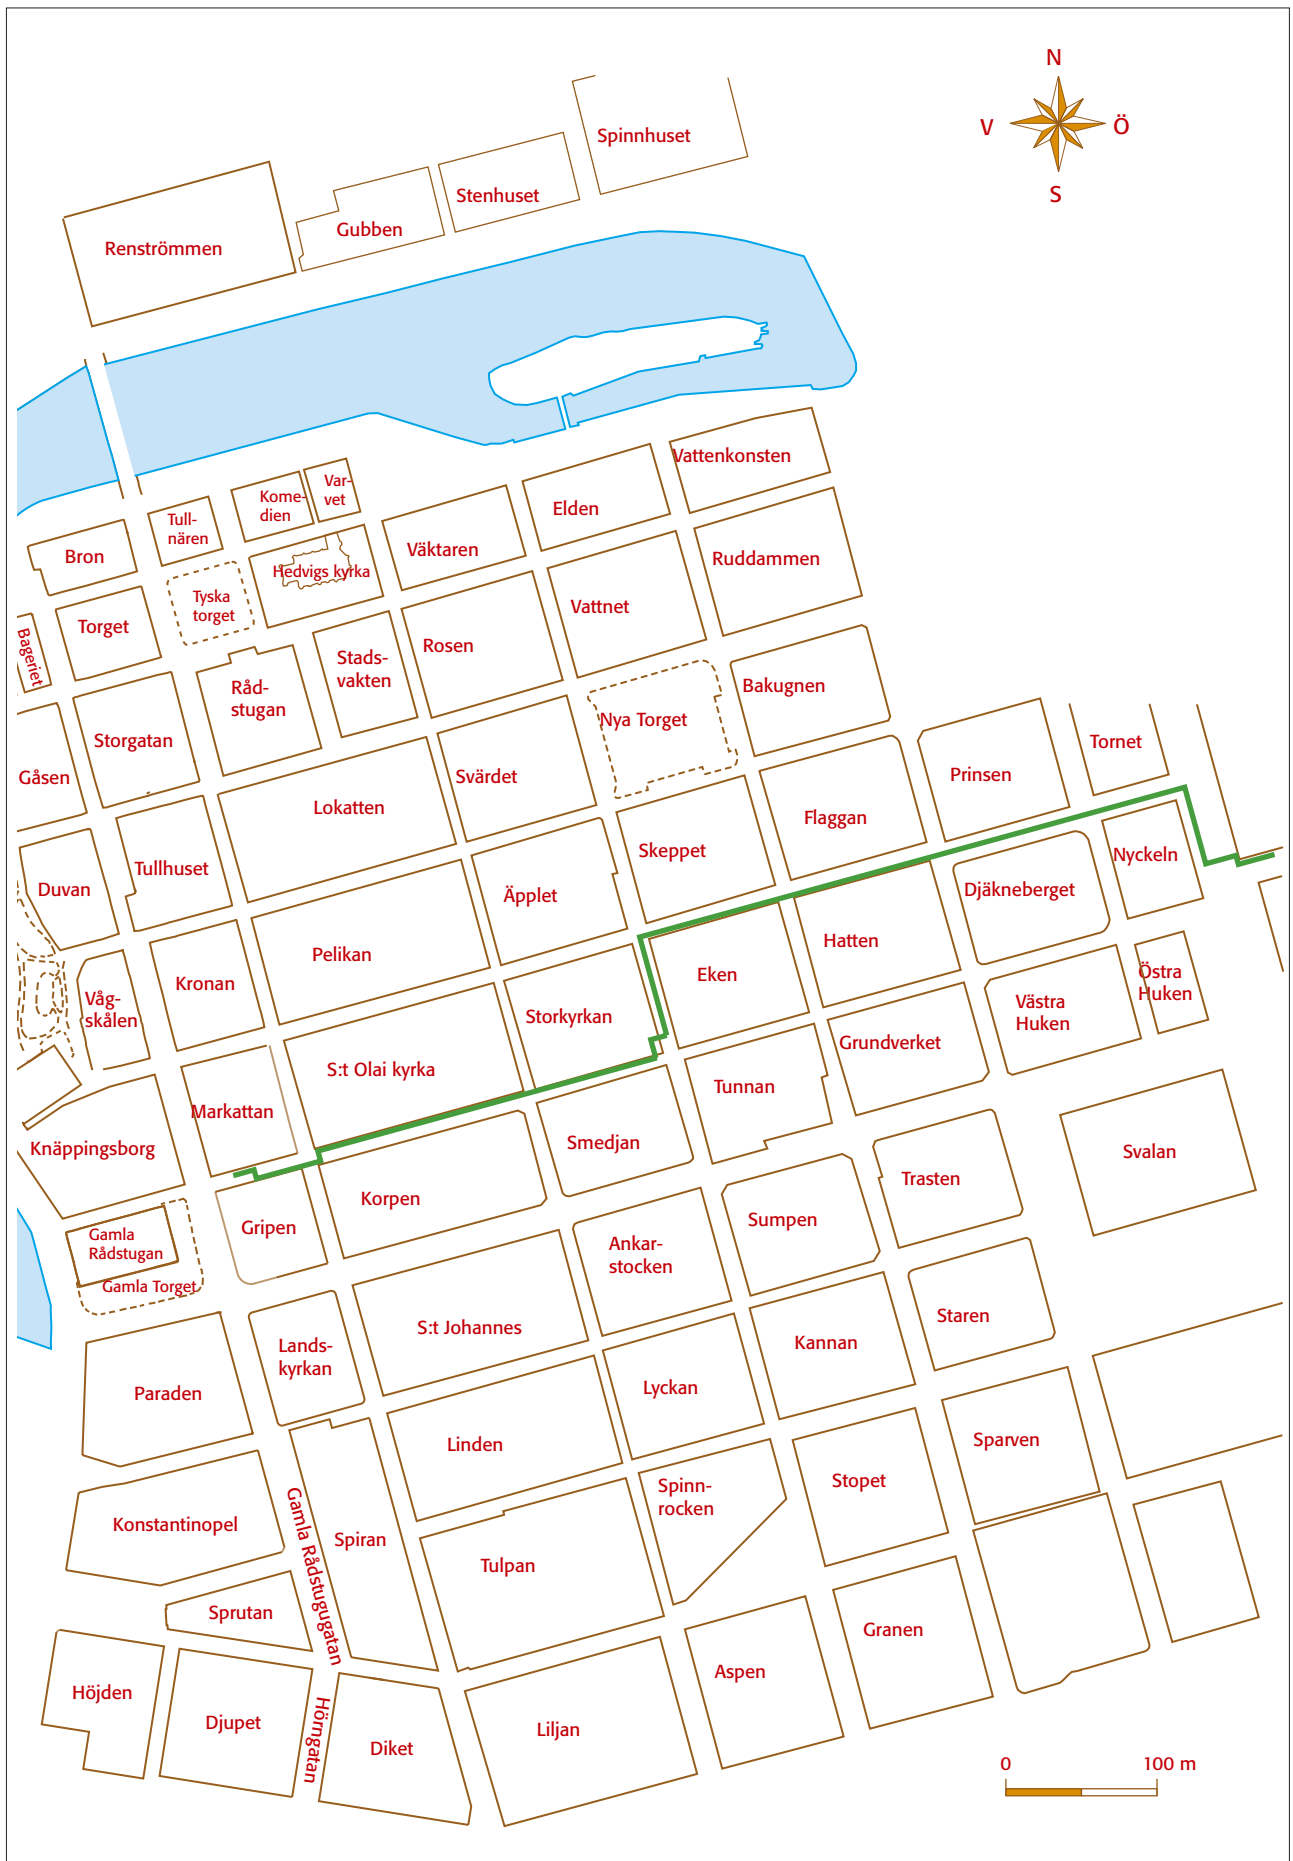 N
V
Ö
S
Spinnhuset
Stenhuset
Gubben
Renströmmen
Vattenkonsten
Var-
vet
Kome-
dien
Elden
Tull-
nären
Väktaren
Bron
Ruddammen
Hedvigs kyrka
Tyska
torget
Vattnet
Torget
Bageriet
Rosen
Stads-
vakten
Råd-
stugan
Bakugnen
Nya Torget
Storgatan
Tornet
Gåsen
Svärdet
Prinsen
Lokatten
Flaggan
Skeppet
Nyckeln
Tullhuset
Duvan
Djäkneberget
Äpplet
Hatten
Pelikan
Eken
Kronan
Östra
Huken
Våg-
skålen
Storkyrkan
Västra
Huken
Grundverket
S:t Olai kyrka
Tunnan
Markattan
Knäppingsborg
Smedjan
Svalan
Trasten
Korpen
Gripen
Sumpen
Gamla
Rådstugan
Ankar-
stocken
Gamla Torget
Staren
S:t Johannes
Lands-
kyrkan
Kannan
Paraden
Lyckan
Linden
Sparven
Stopet
Spinn-
rocken
Konstantinopel
Gamla Rådstugugatan
Spiran
Tulpan
Sprutan
Granen
Aspen
Höjden
Djupet
Hörngatan
Diket
Liljan
0
100 m